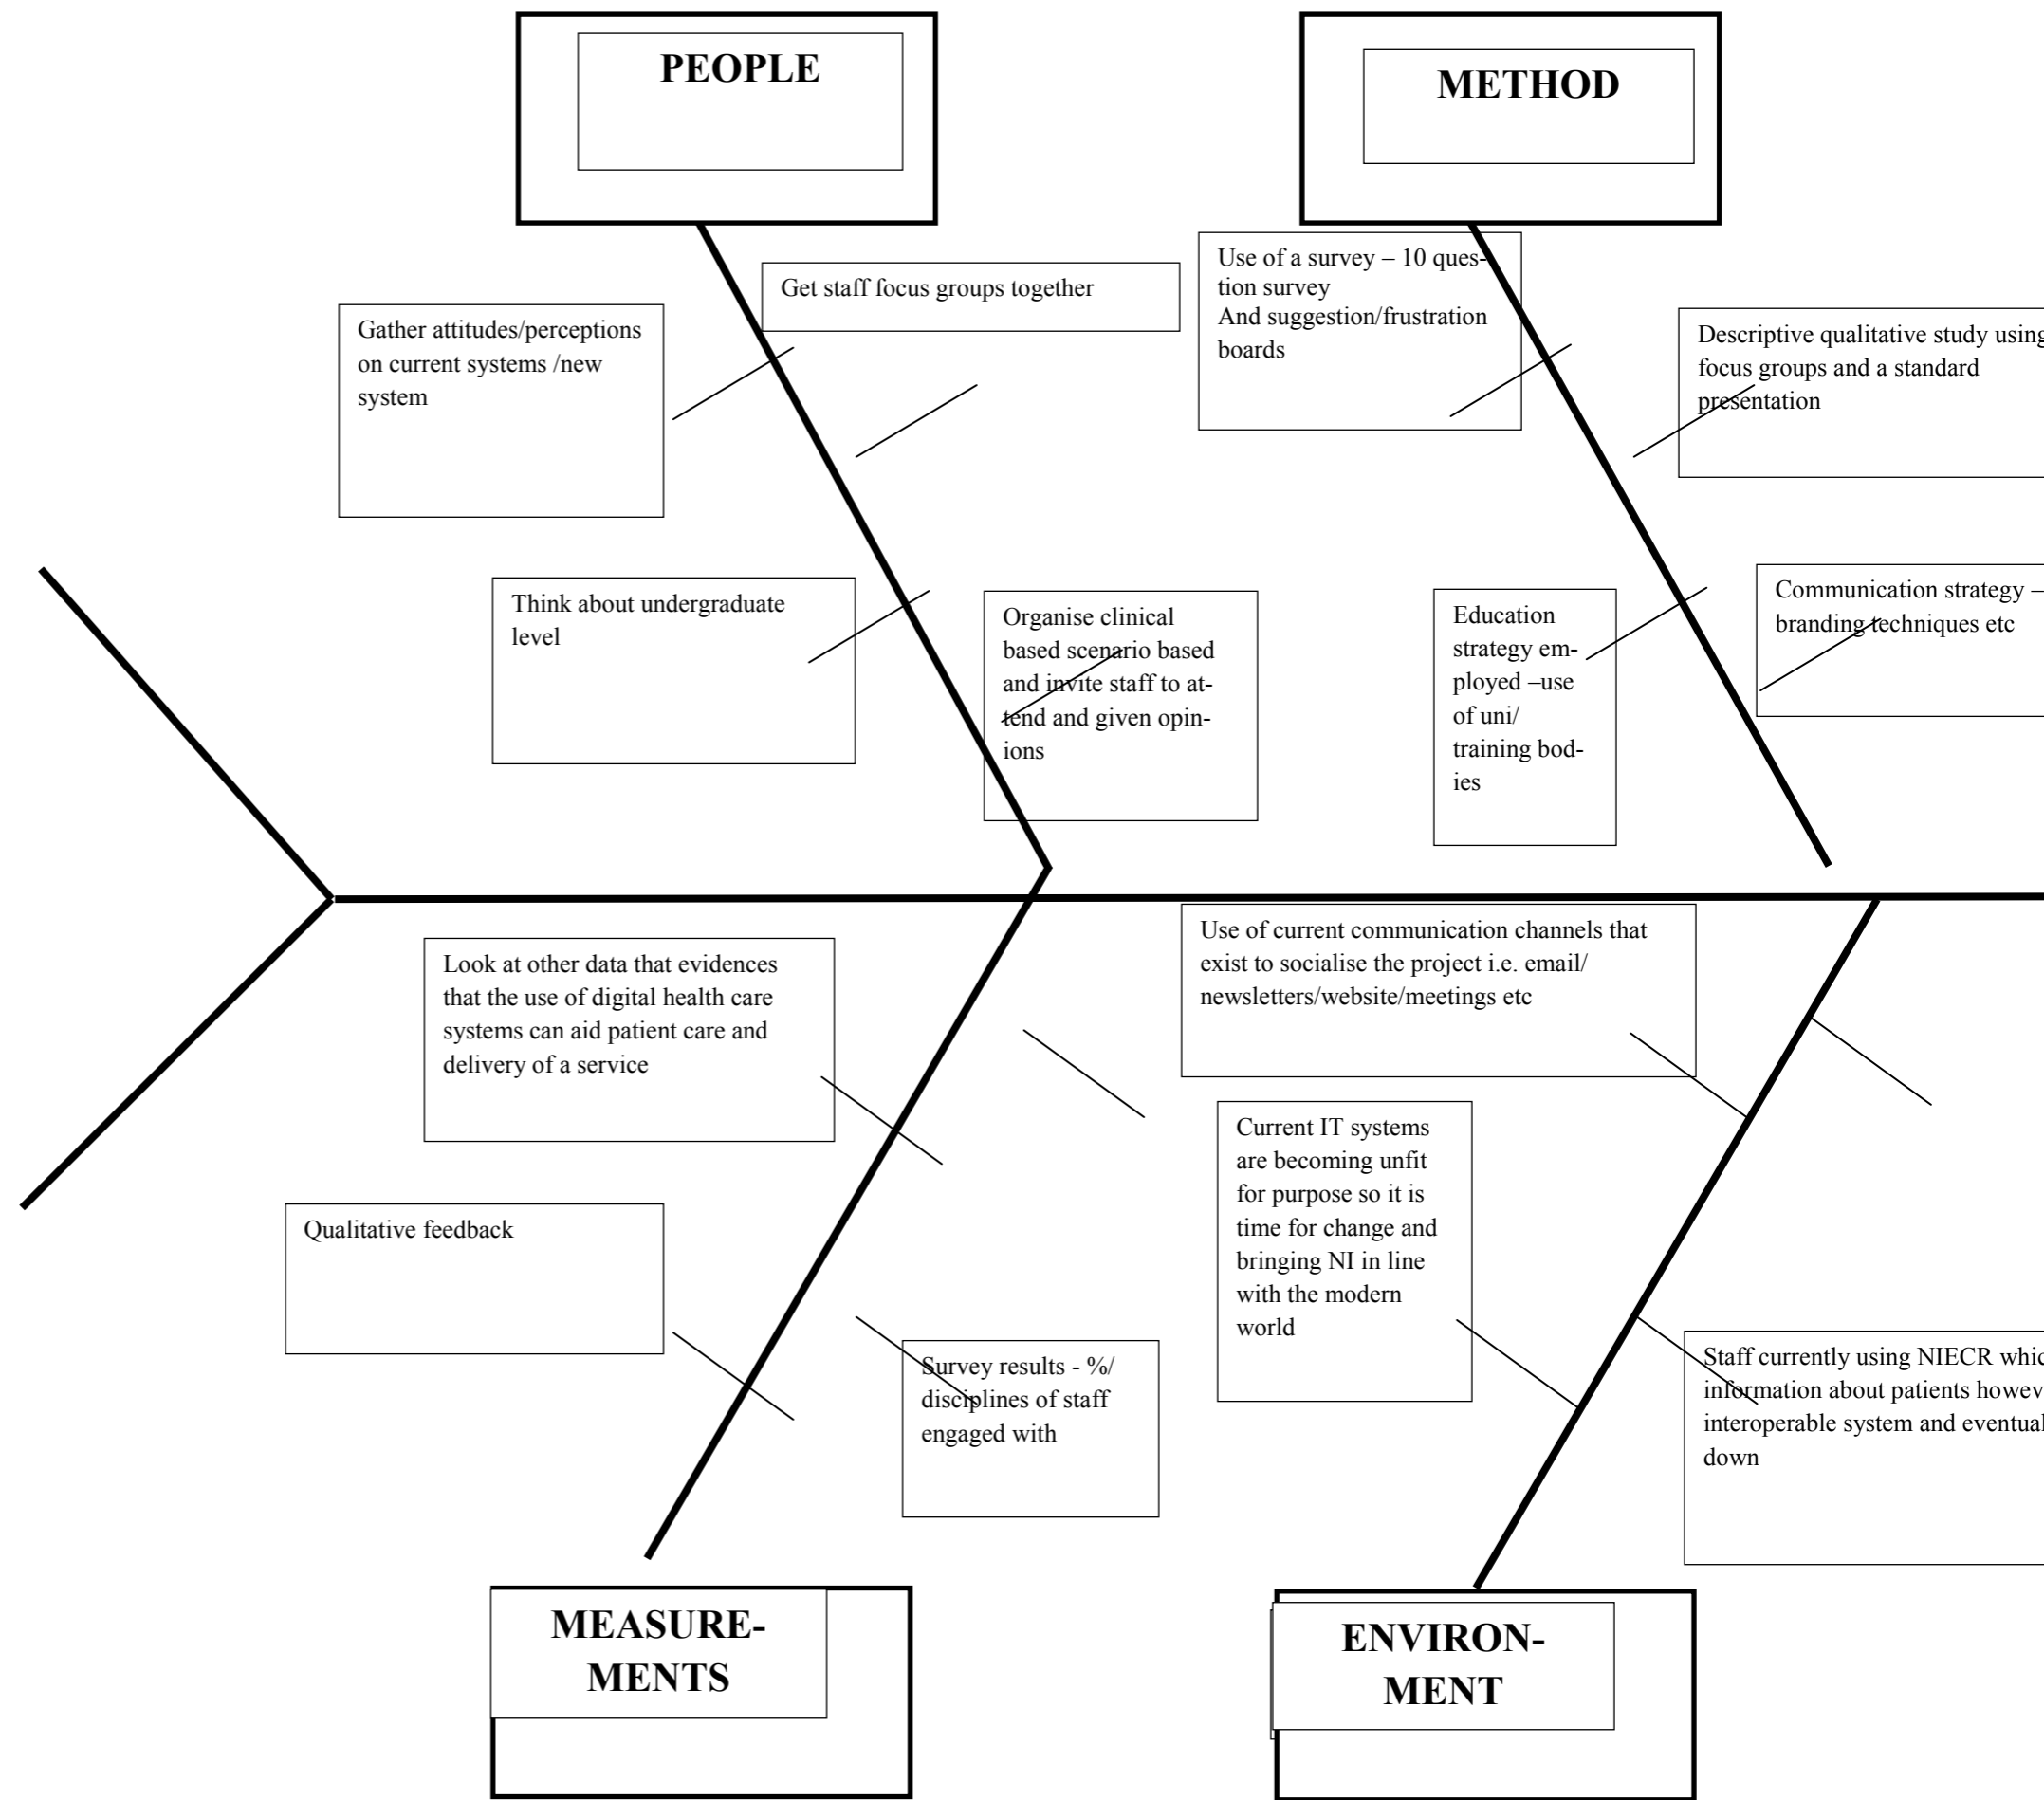 PEOPLE
METHOD
Gather attitudes/perceptions
on current systems /new
system
Get staff focus groups together
Use of a survey – 10 ques-
tion survey
And suggestion/frustration
boards
Descriptive qualitative study using
focus groups and a standard
presentation
Think about undergraduate
level
Organise clinical
based scenario based
and invite staff to at-
tend and given opin-
ions
Education
strategy em-
ployed –use
of uni/
training bod-
ies
Communication strategy –
branding techniques etc
Look at other data that evidences
that the use of digital health care
systems can aid patient care and
delivery of a service
Use of current communication channels that
exist to socialise the project i.e. email/
newsletters/website/meetings etc
Qualitative feedback
Survey results - %/
disciplines of staff
engaged with
Current IT systems
are becoming unfit
for purpose so it is
time for change and
bringing NI in line
with the modern
world
Staff currently using NIECR
information about patients
interoperable system and
down
MEASURE-
MENTS
ENVIRON-
MENT